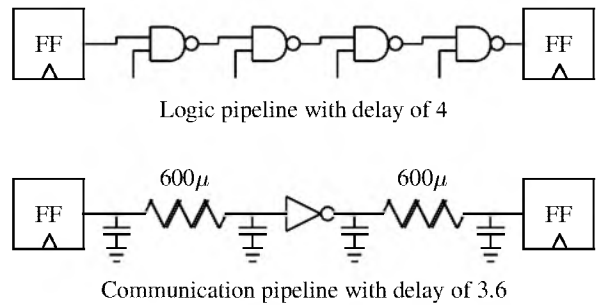 FF FF
Logic pipeline with delay of 4
600μ 600μ
FF FF
Communication pipeline with delay of 3.6